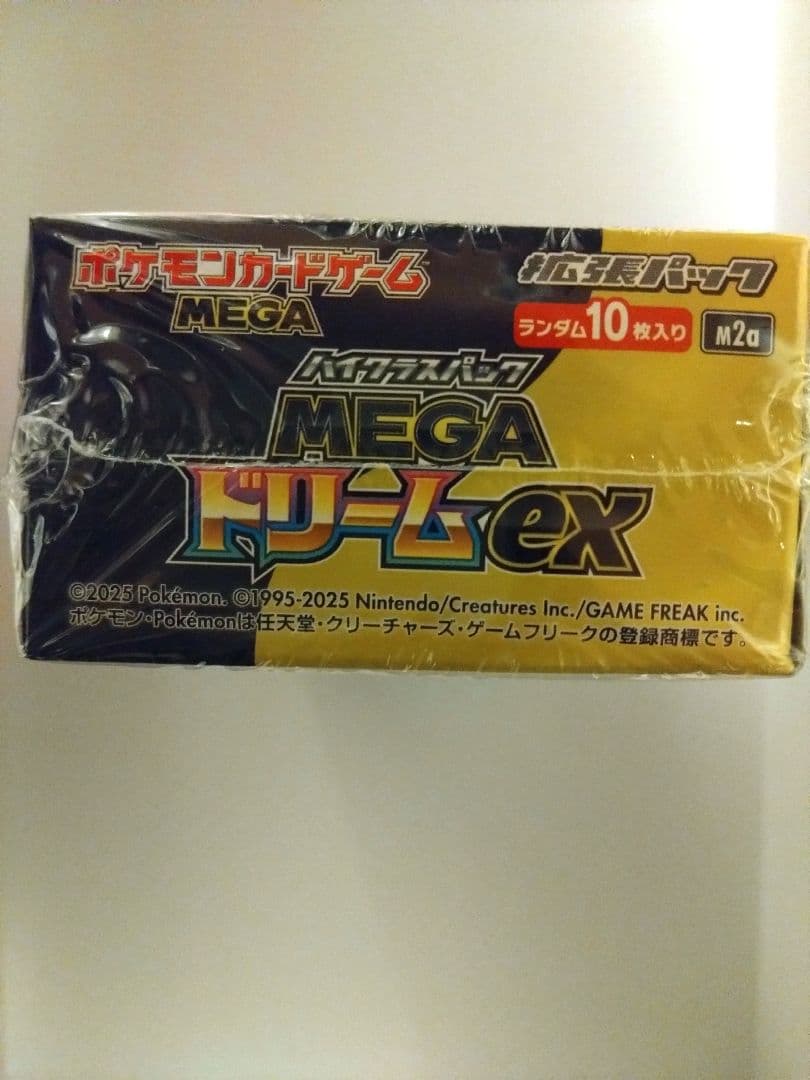 ポケモンカードゲーム™
MEGA
拡張パック
ランダム10枚入り
M2a
ハイクラスパック
MEGA
ドリームex
©2025 Pokémon. ©1995-2025 Nintendo/Creatures Inc./GAME FREAK inc.
ポケモン・Pokémonは任天堂・クリーチャーズ・ゲームフリークの登録商標です。